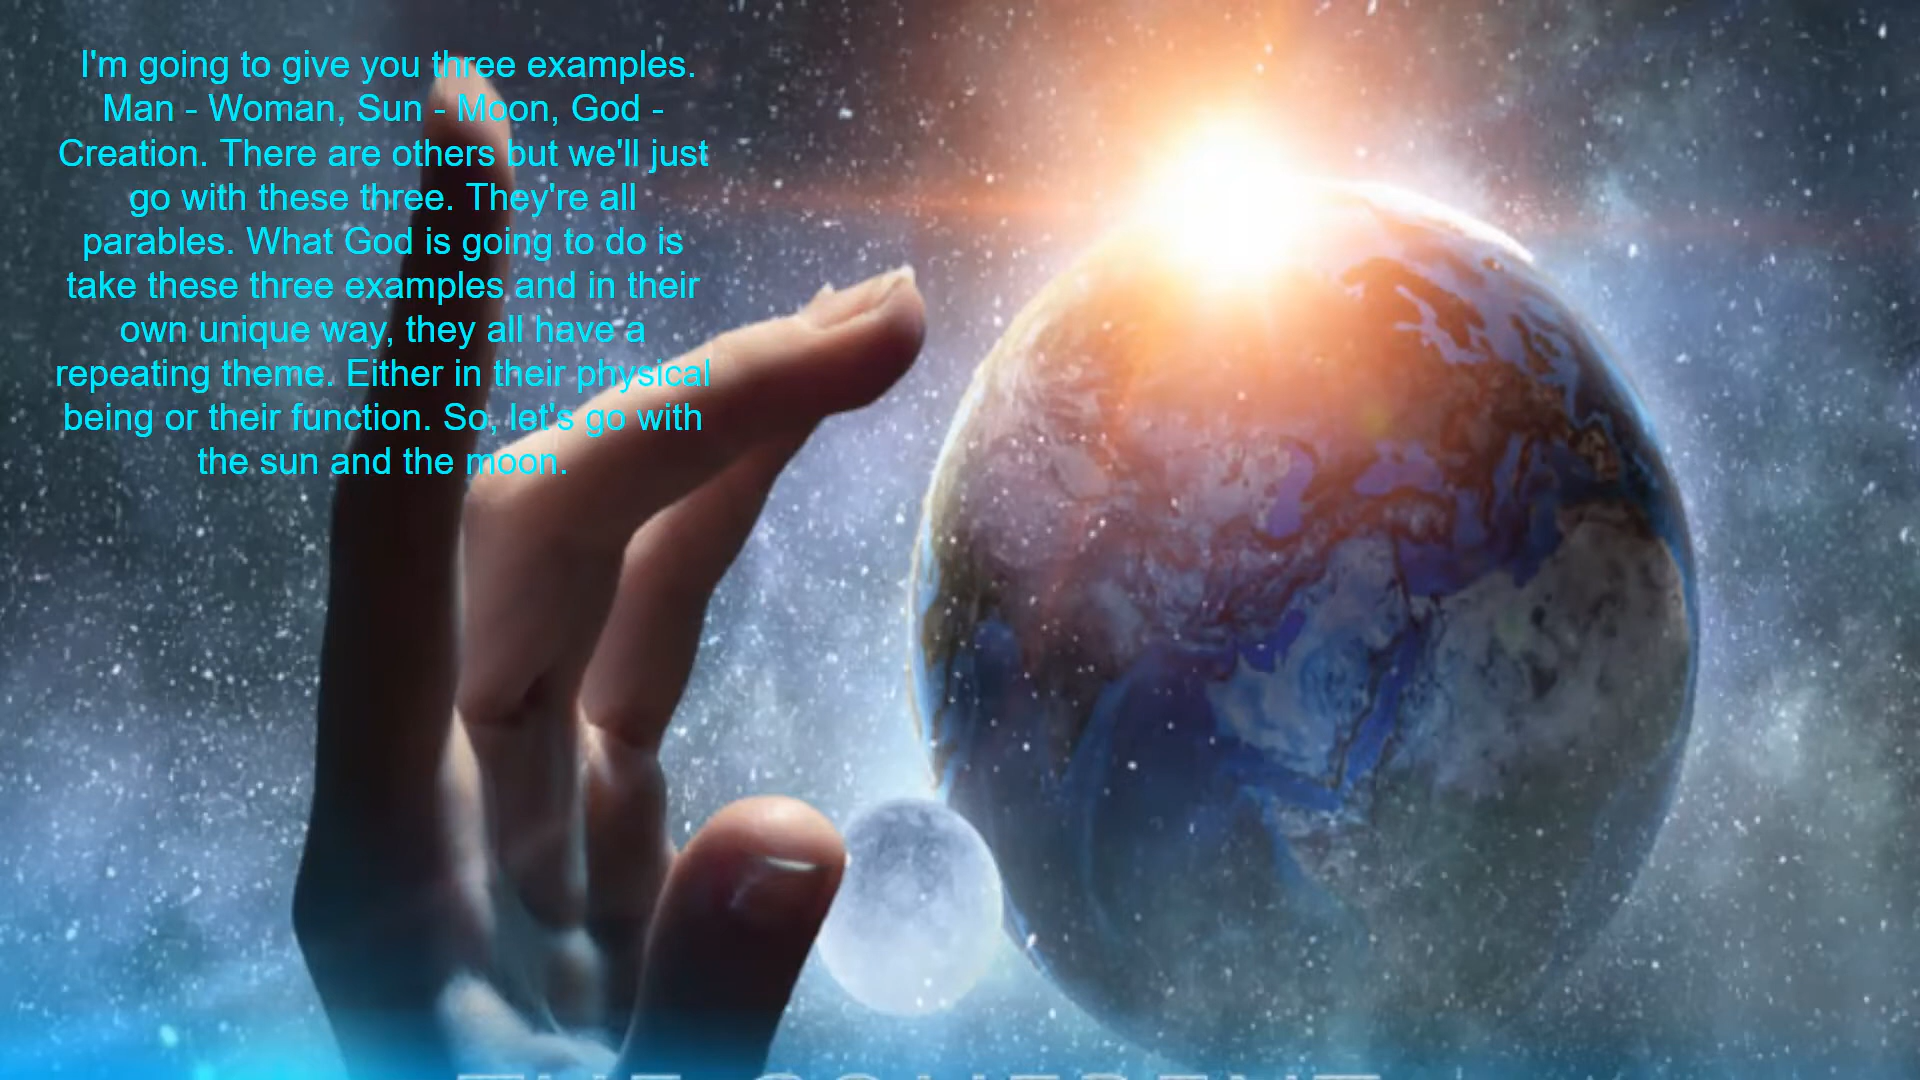 I'm going to give you three examples.
Man - Woman, Sun - Moon, God -
Creation. There are others but we'll just
go with these three. They're all
parables. What God is going to do is
take these three examples and in their
own unique way, they all have a
repeating theme. Either in their physical
being or their function. So, let's go with
the sun and the moon.